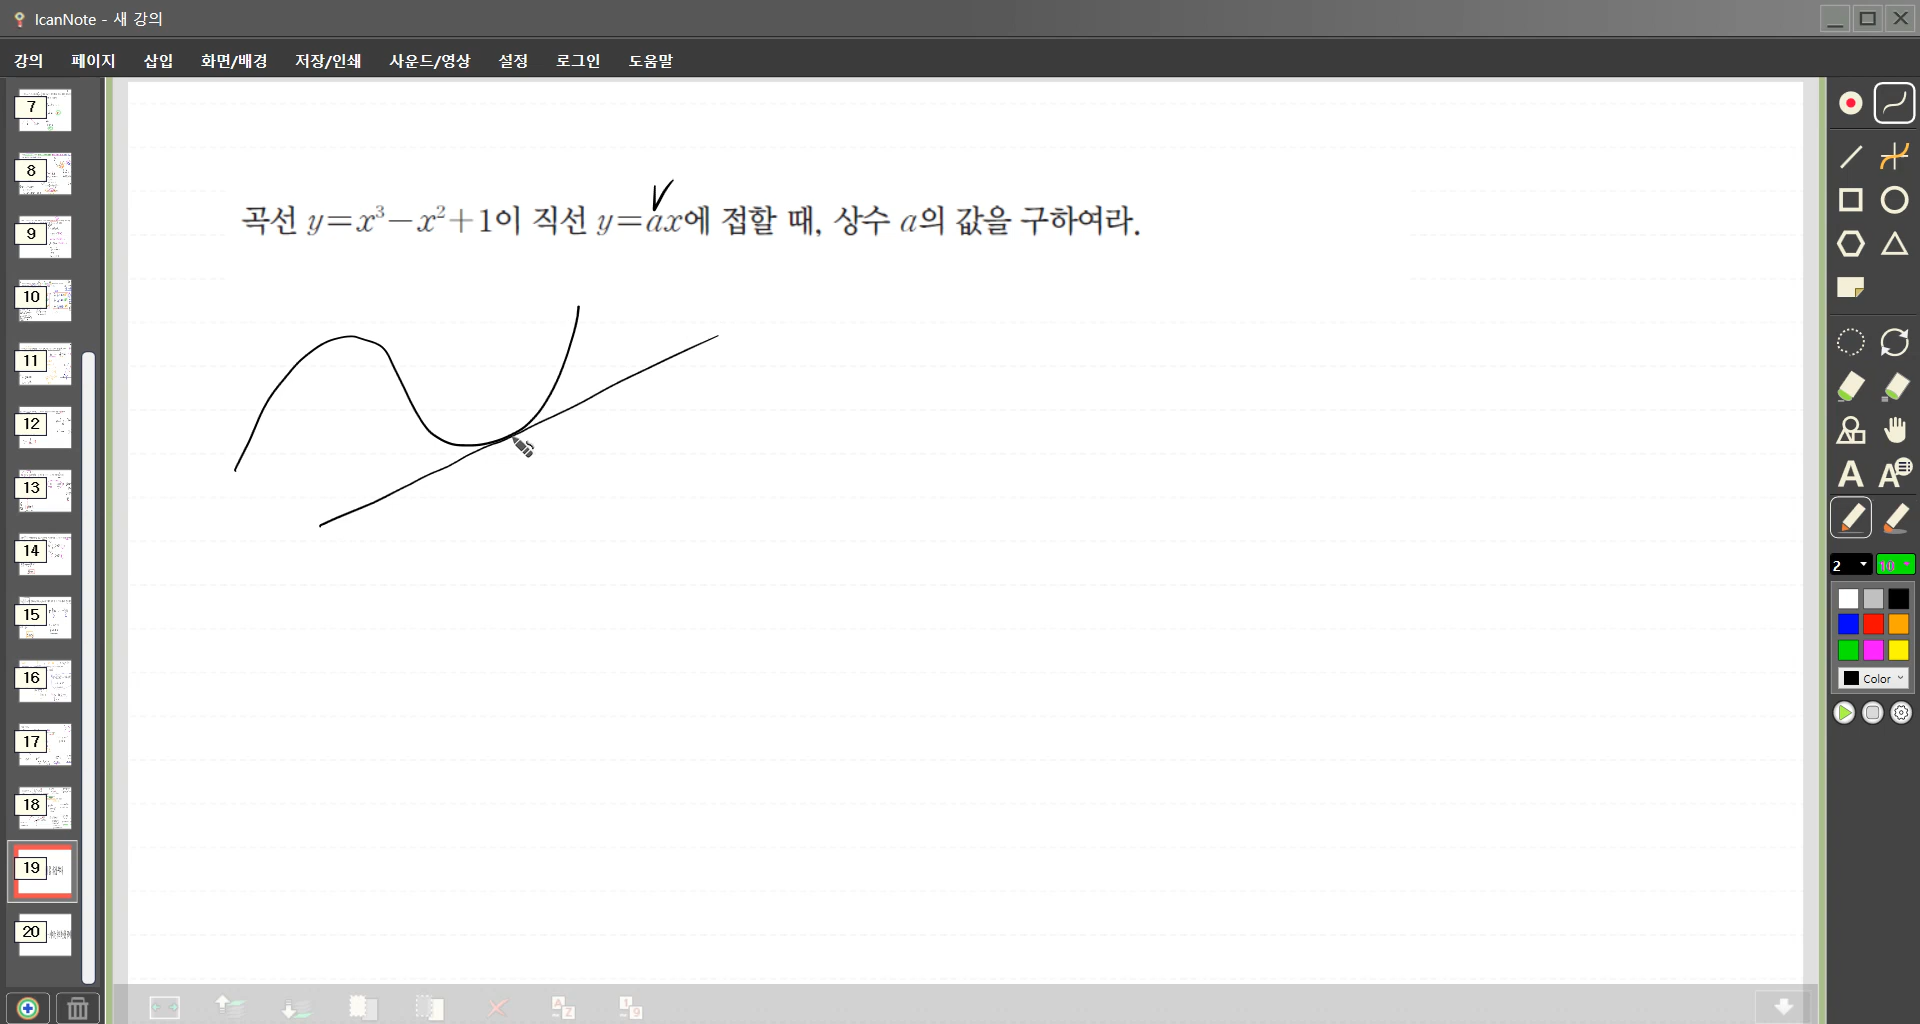 IcanNote - 새 강의
강의 페이지 삽입 화면/배경 저장/인쇄 사운드/영상 설정 로그인 도움말
7
8
9
10
11
12
13
14
15
16
17
18
19
20
곡선 y=x³-x²+1이 직선 y=ax에 접할 때, 상수 a의 값을 구하여라.
A
A
2
10
Color
A
Z
1
9